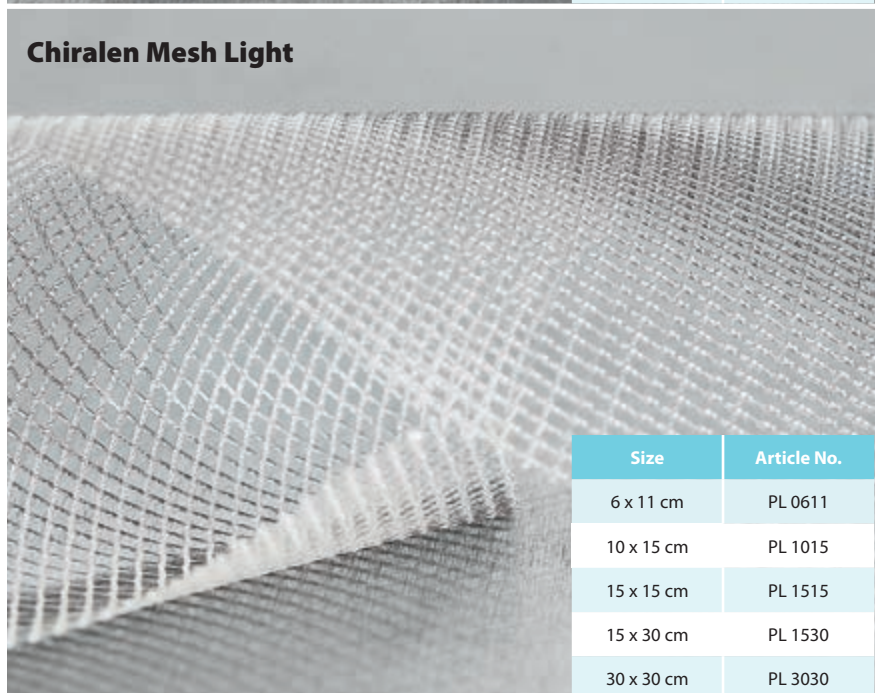 Chiralen Mesh Light
Size Article No.
6 x 11 cm PL 0611
10 x 15 cm PL 1015
15 x 15 cm PL 1515
15 x 30 cm PL 1530
30 x 30 cm PL 3030